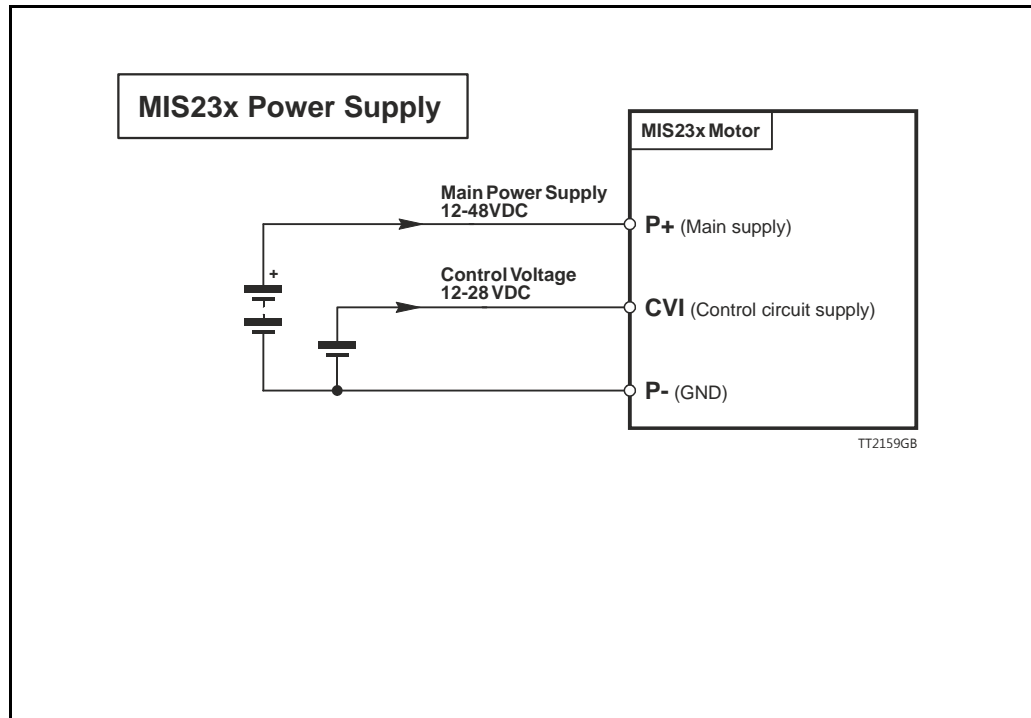 MIS23x Power Supply
MIS23x Motor
Main Power Supply
12-48VDC
P+ (Main supply)
+
Control Voltage
12-28 VDC
CVI (Control circuit supply)
P- (GND)
TT2159GB